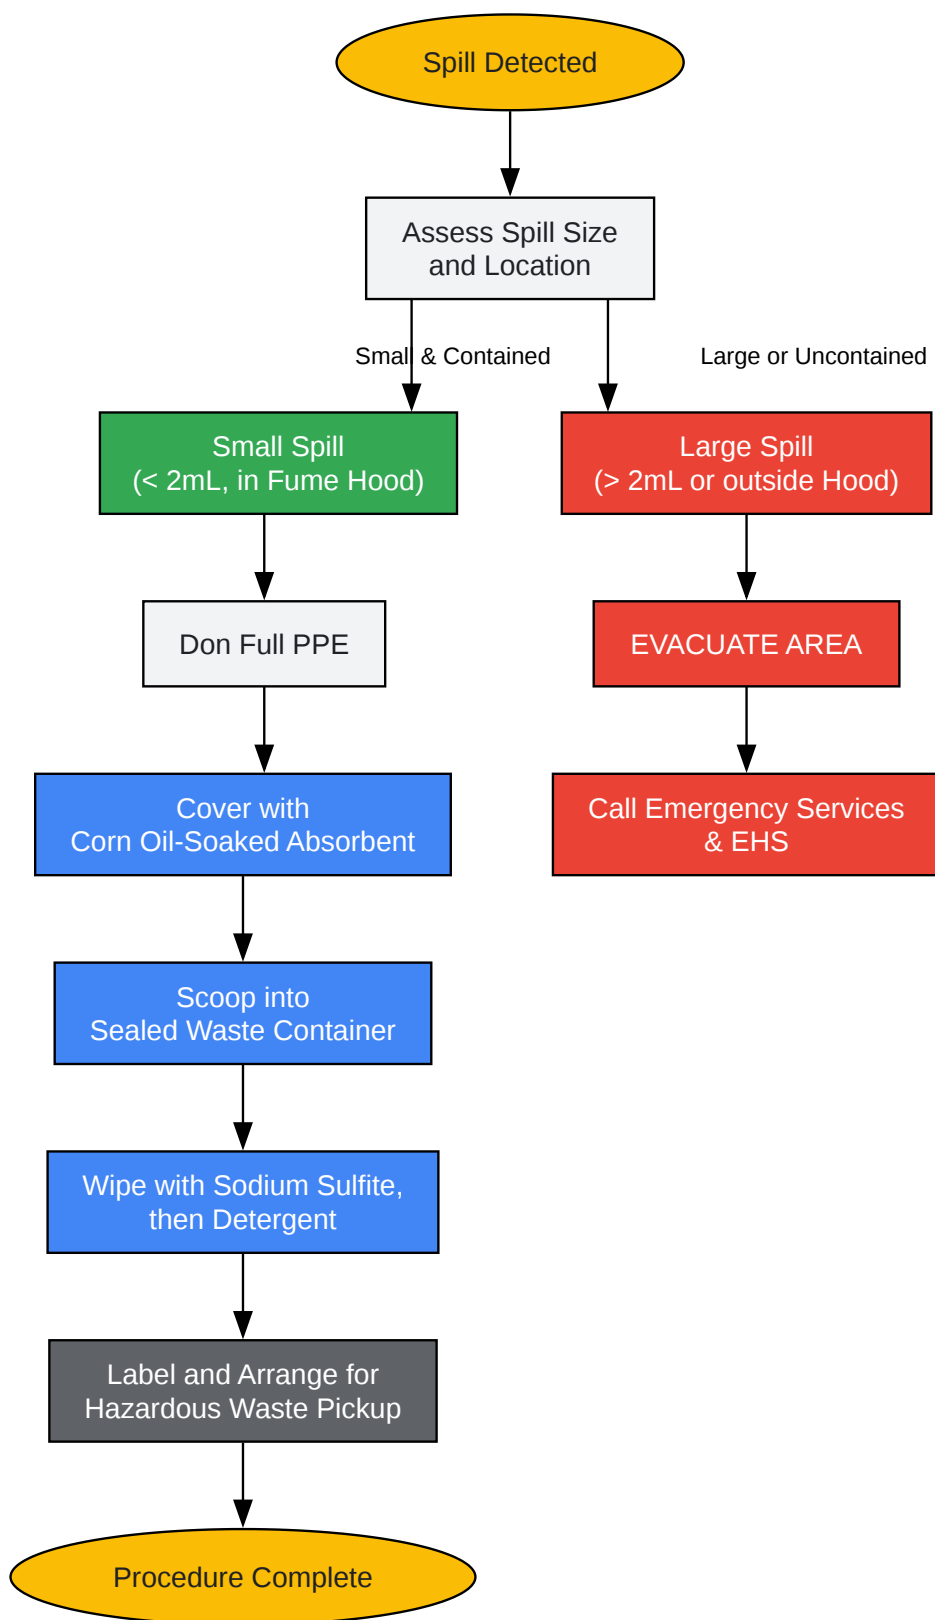 Spill Detected
Assess Spill Size
and Location
Small & Contained
Large or Uncontained
Small Spill
(< 2mL, in Fume Hood)
Large Spill
(> 2mL or outside Hood)
Don Full PPE
EVACUATE AREA
Cover with
Corn Oil-Soaked Absorbent
Call Emergency Services
& EHS
Scoop into
Sealed Waste Container
Wipe with Sodium Sulfite,
then Detergent
Label and Arrange for
Hazardous Waste Pickup
Procedure Complete